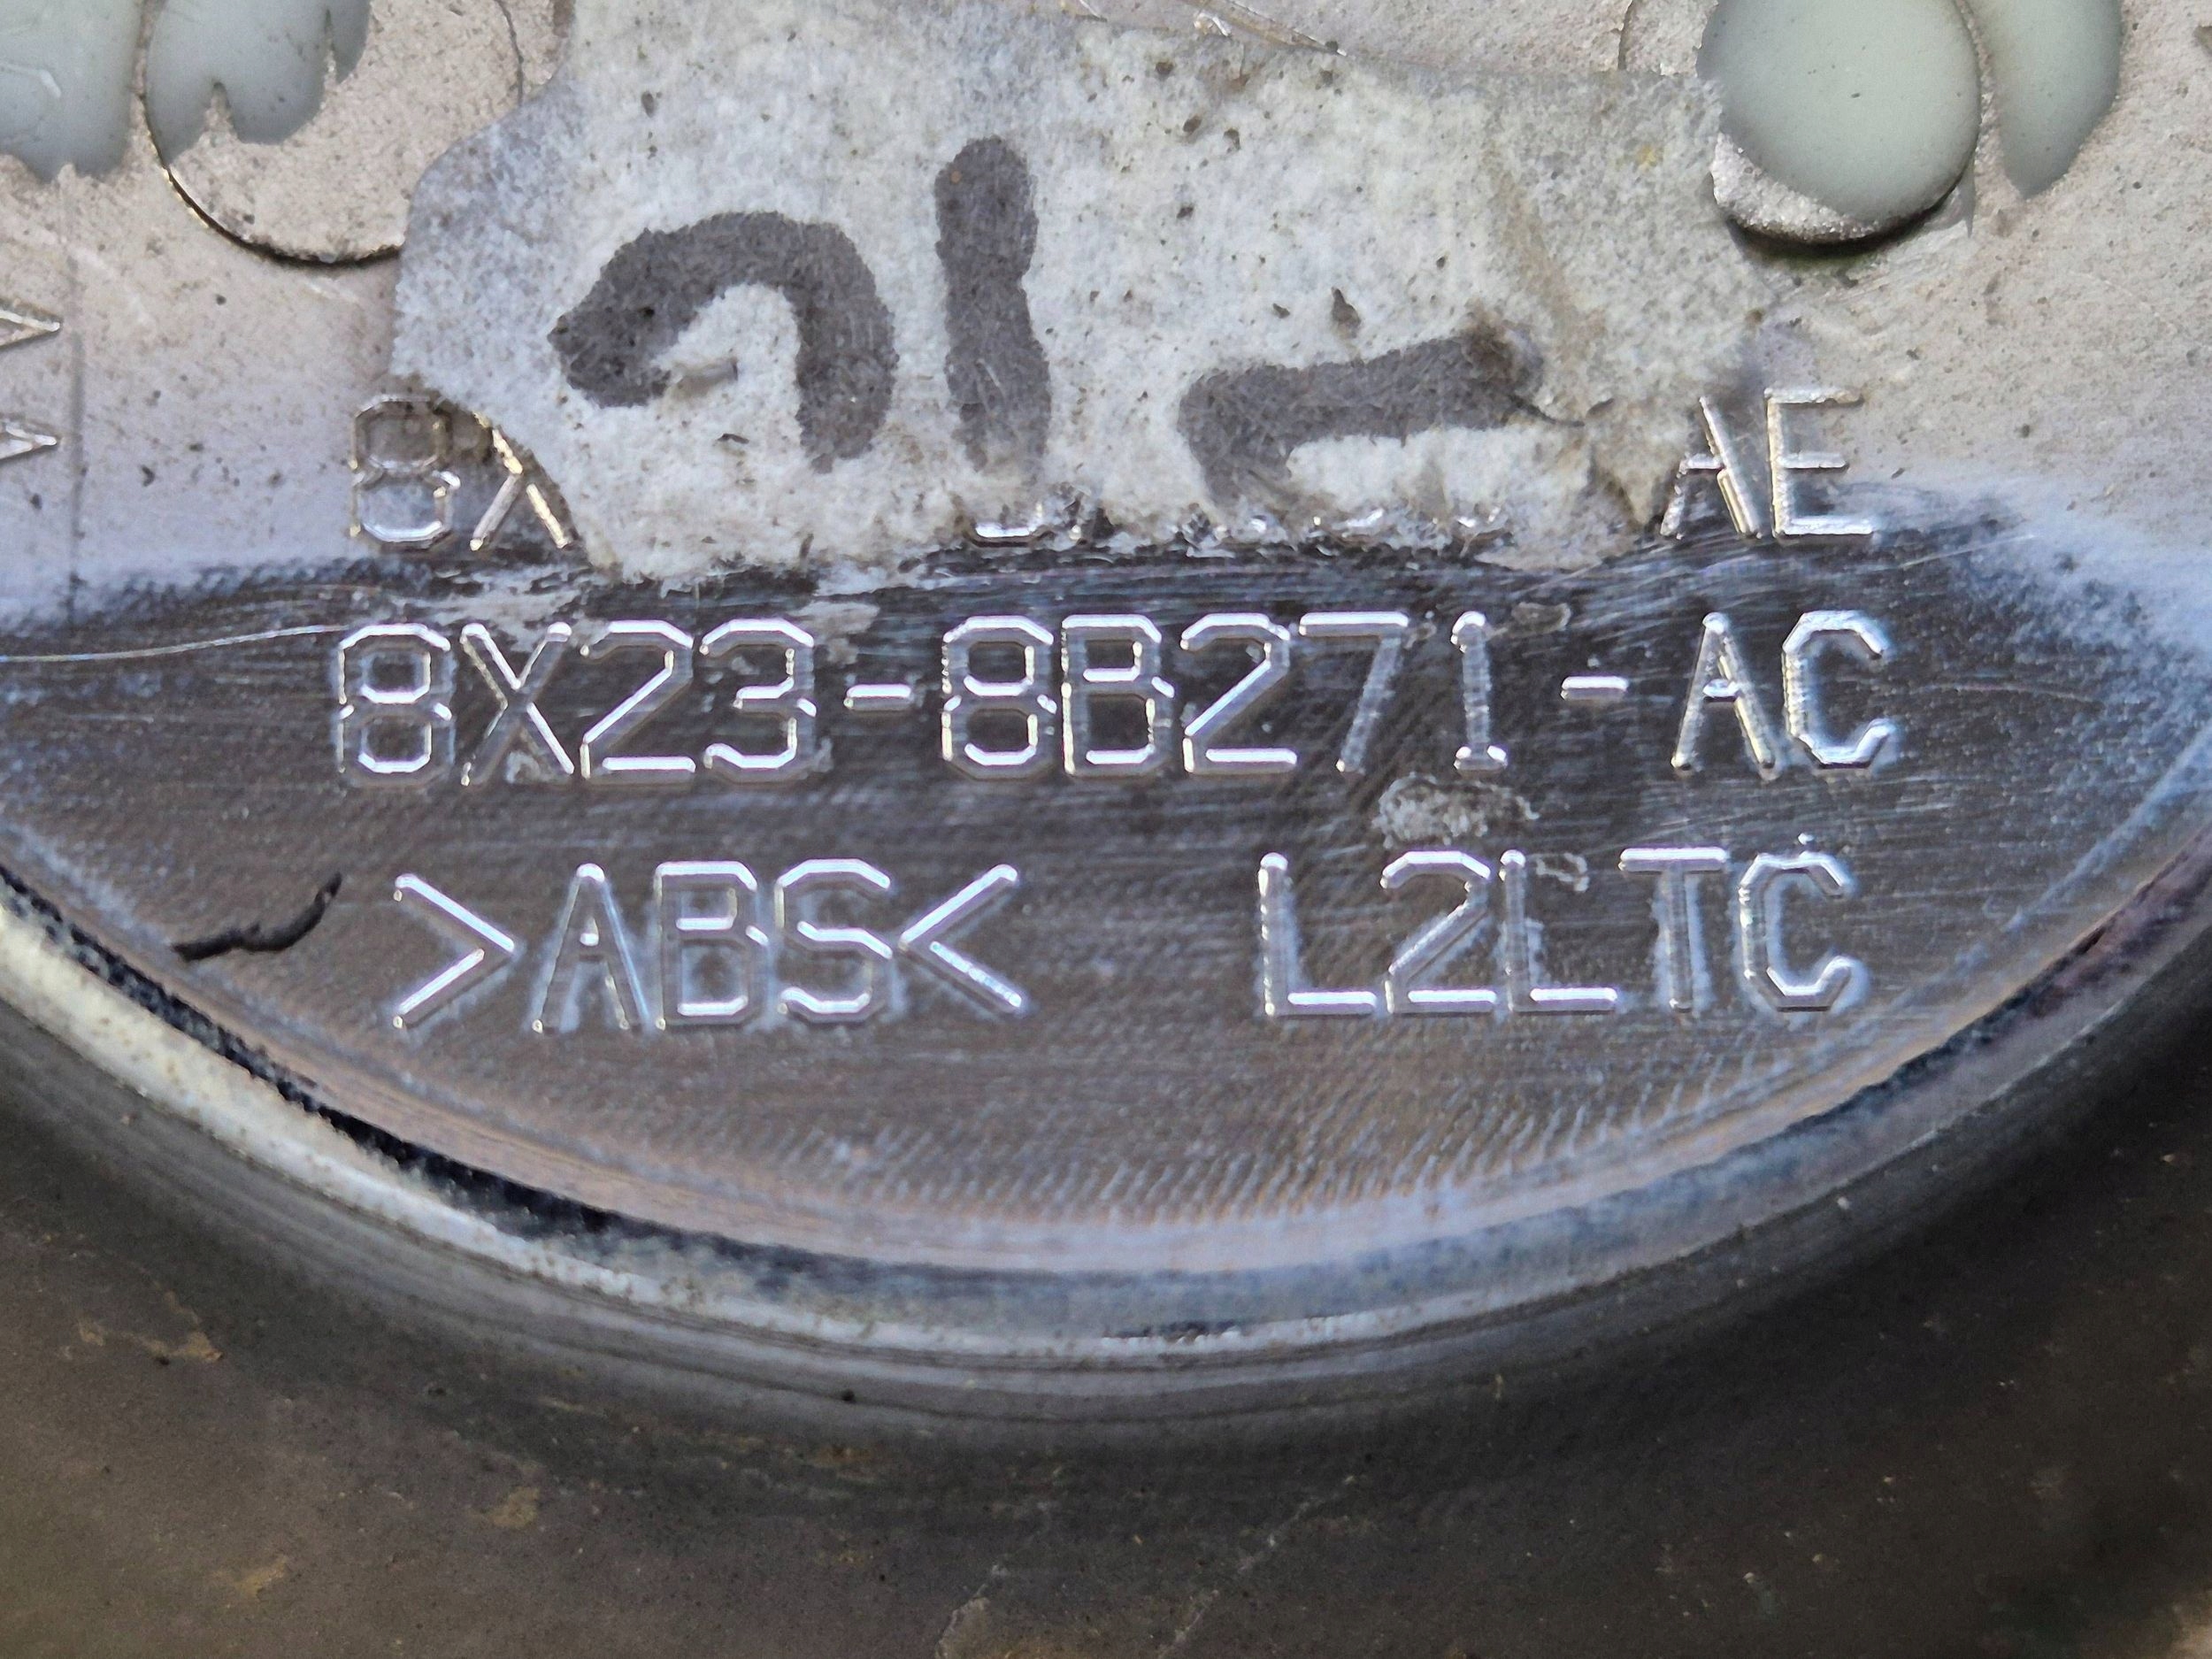 8X AE
8X23-8B271-AC
>ABS< L2LTC